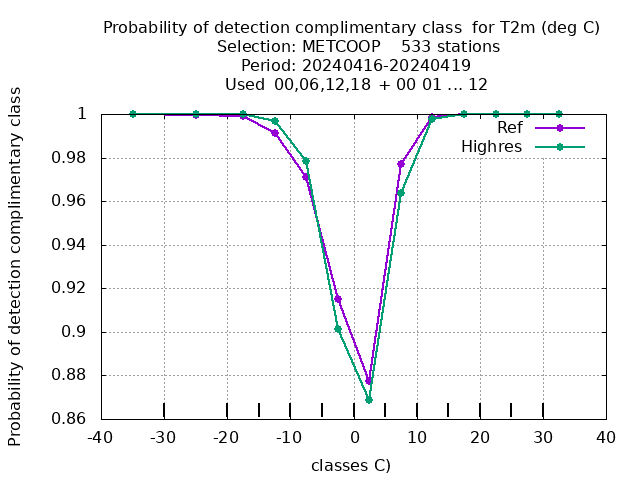 Probability of detection complimentary class for T2m (deg C)
Selection: METCOOP 533 stations
Period: 20240416-20240419
Used 00,06,12,18 + 00 01 ... 12
Probability of detection complimentary class
1
0.98
0.96
0.94
0.92
0.9
0.88
0.86
Ref
Highres
-40 -30 -20 -10 0 10 20 30 40
classes C)